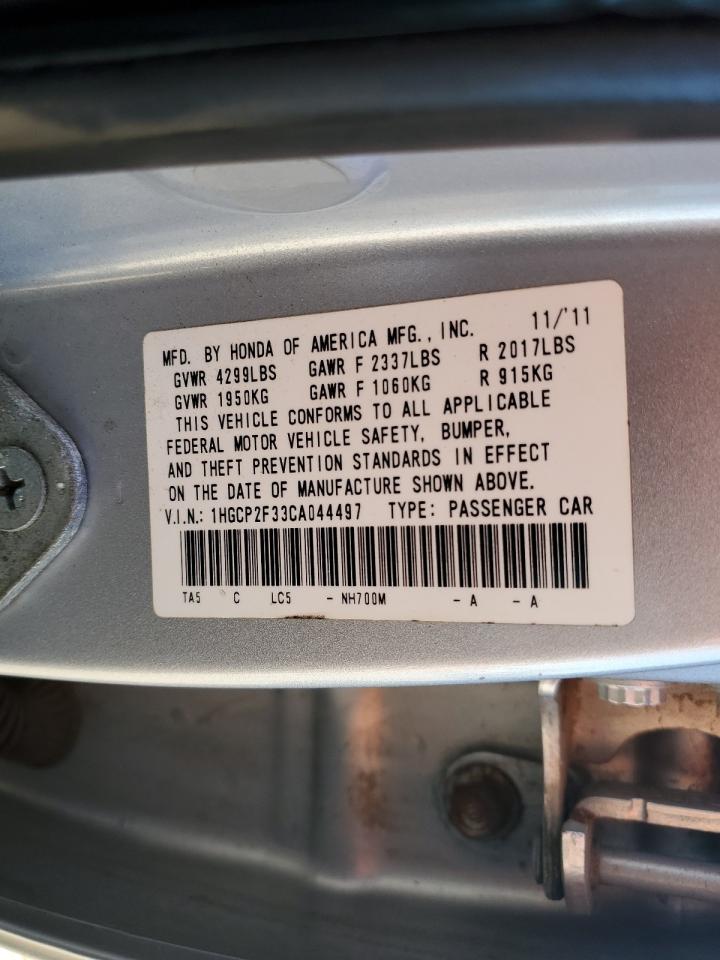 MFD. BY HONDA OF AMERICA MFG., INC. 11/'11
GVWR 4299LBS GAWR F 2337LBS R 2017LBS
GVWR 1950KG GAWR F 1060KG R 915KG
THIS VEHICLE CONFORMS TO ALL APPLICABLE
FEDERAL MOTOR VEHICLE SAFETY, BUMPER,
AND THEFT PREVENTION STANDARDS IN EFFECT
ON THE DATE OF MANUFACTURE SHOWN ABOVE.
V.I.N.: 1HGCP2F33CA044497 TYPE: PASSENGER CAR
TA5 C LC5 - NH700M - A - A